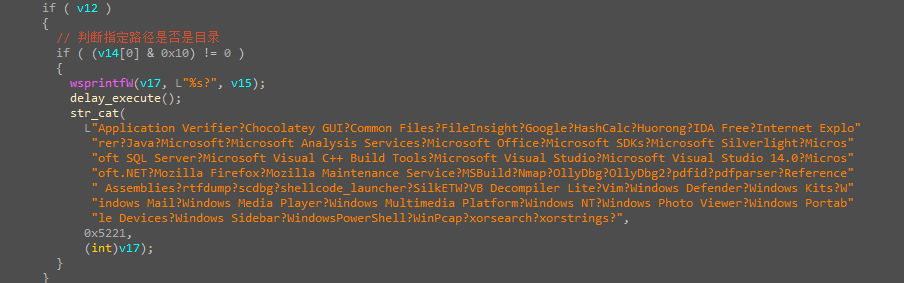 if ( v12 )
{
// 判断指定路径是否是目录
if ( (v14[0] & 0x10) != 0 )
{
wsprintfW(v17, L"%s?", v15);
delay_execute();
str_cat(
L"Application Verifier?Chocolatey GUI?Common Files?FileInsight?Google?HashCalc?Huorong?IDA Free?Internet Explo"
"rer?Java?Microsoft?Microsoft Analysis Services?Microsoft Office?Microsoft SDKs?Microsoft Silverlight?Micros"
"oft SQL Server?Microsoft Visual C++ Build Tools?Microsoft Visual Studio?Microsoft Visual Studio 14.0?Micros"
"oft.NET?Mozilla Firefox?Mozilla Maintenance Service?MSBuild?Nmap?OllyDbg?OllyDbg2?pdfid?pdfparser?Reference"
" Assemblies?rtfdump?scdbg?shellcode_launcher?SilkETW?VB Decompiler Lite?Vim?Windows Defender?Windows Kits?W"
"indows Mail?Windows Media Player?Windows Multimedia Platform?Windows NT?Windows Photo Viewer?Windows Portab"
"le Devices?Windows Sidebar?WindowsPowerShell?WinPcap?xorsearch?xorstrings?",
0x5221,
(int)v17);
}
}